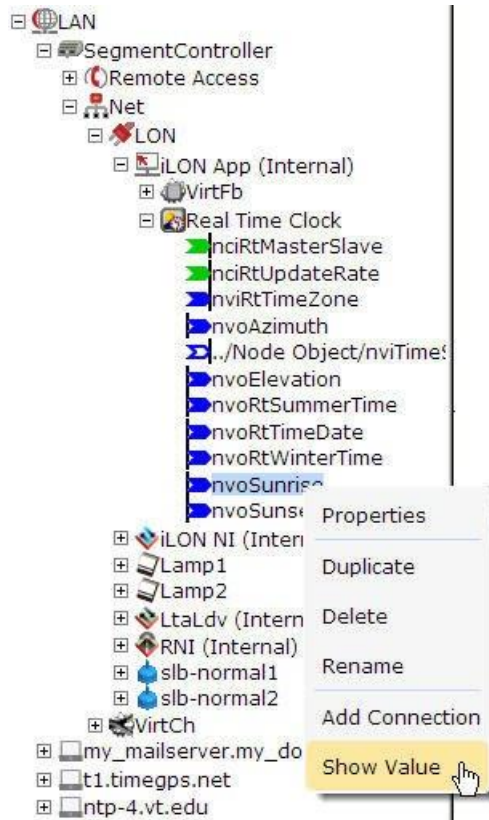 LAN
SegmentController
Remote Access
Net
LON
iLON App (Internal)
VirtFb
Real Time Clock
nciRtMasterSlave
nciRtUpdateRate
nviRtTimeZone
nvoAzimuth
../Node Object/nviTimeS
nvoElevation
nvoRtSummerTime
nvoRtTimeDate
nvoRtWinterTime
nvoSunrise
nvoSunse
iLON NI (Intern
Lamp1
Lamp2
LtaLdv (Intern
RNI (Internal)
slb-normal1
slb-normal2
VirtCh
my_mailserver.my_do
t1.timegps.net
ntp-4.vt.edu
Properties
Duplicate
Delete
Rename
Add Connection
Show Value